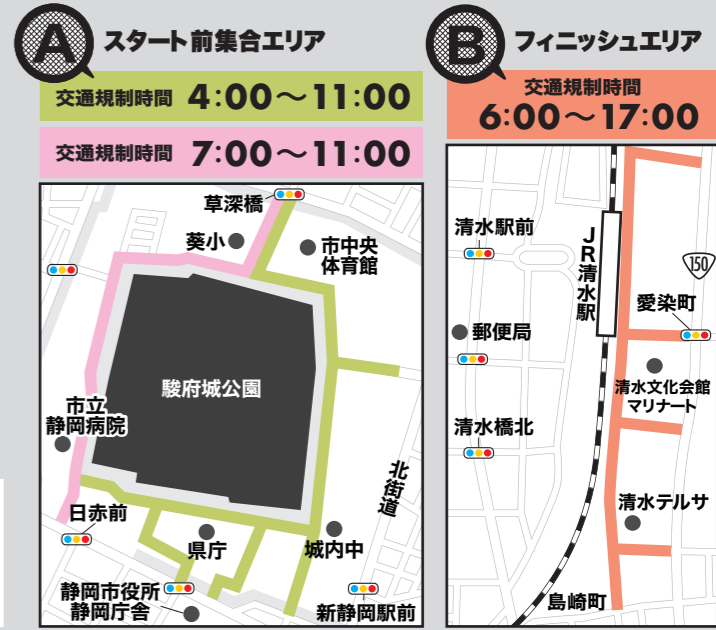 A
スタート前集合エリア
交通規制時間 4:00〜11:00
交通規制時間 7:00〜11:00
草深橋
葵小
市中央
体育館
駿府城公園
市立
静岡病院
北街道
日赤前
県庁
城内中
静岡市役所
静岡庁舎
新静岡駅前
B
フィニッシュエリア
交通規制時間
6:00〜17:00
清水駅前
JR清水駅
150
愛染町
郵便局
清水文化会館
マリナート
清水橋北
清水テルサ
島崎町